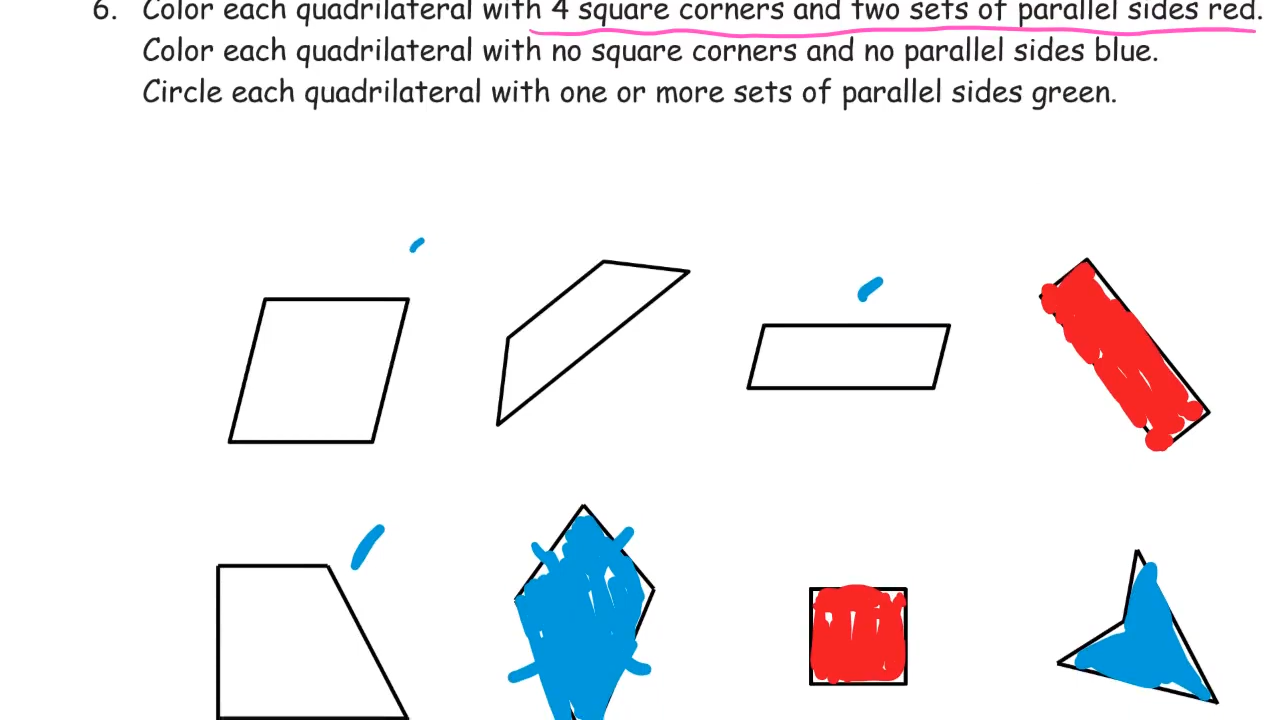 6. Color each quadrilateral with 4 square corners and two sets of parallel sides red.
Color each quadrilateral with no square corners and no parallel sides blue.
Circle each quadrilateral with one or more sets of parallel sides green.